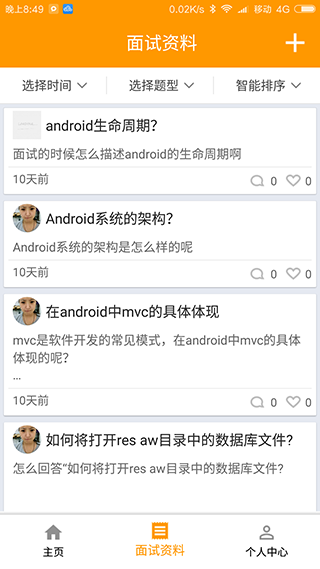 晚上8:49 0.02K/s 移动 4G
面试资料
选择时间 选择题型 智能排序
android生命周期?
面试的时候怎么描述android的生命周期啊
10天前 0 0
Android系统的架构?
Android系统的架构是怎么样的呢
10天前 0 0
在android中mvc的具体体现
mvc是软件开发的常见模式，在android中mvc的具体
体现的呢?
...
10天前 0 0
如何将打开res aw目录中的数据库文件?
怎么回答“如何将打开res aw目录中的数据库文件?
主页 面试资料 个人中心